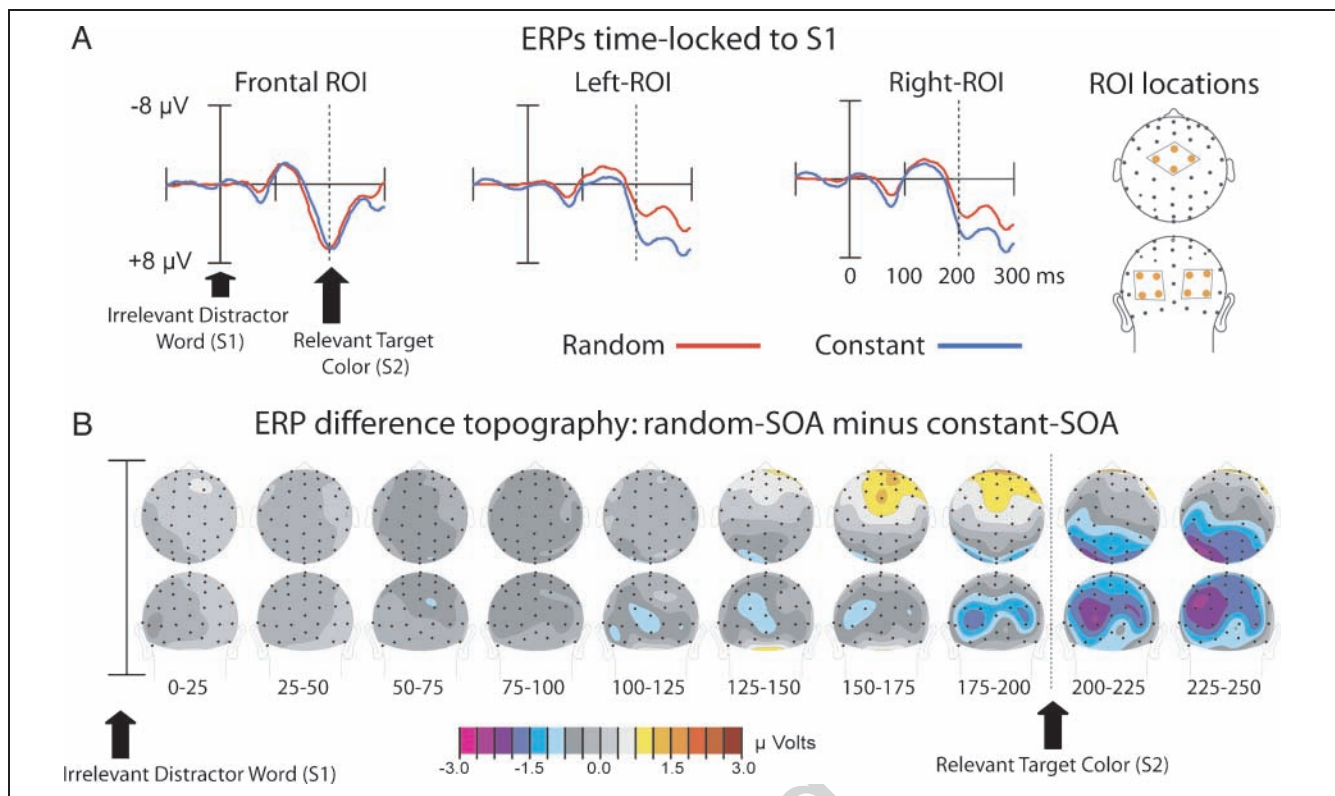 A
ERPs time-locked to S1
Frontal ROI
Left-ROI
Right-ROI
ROI locations
-8 µV
+8 µV
0 100 200 300 ms
Irrelevant Distractor
Word (S1)
Relevant Target
Color (S2)
Random
Constant
B
ERP difference topography: random-SOA minus constant-SOA
0-25 25-50 50-75 75-100 100-125 125-150 150-175 175-200 200-225 225-250
µ Volts
-3.0 -1.5 0.0 1.5 3.0
Irrelevant Distractor Word (S1)
Relevant Target Color (S2)